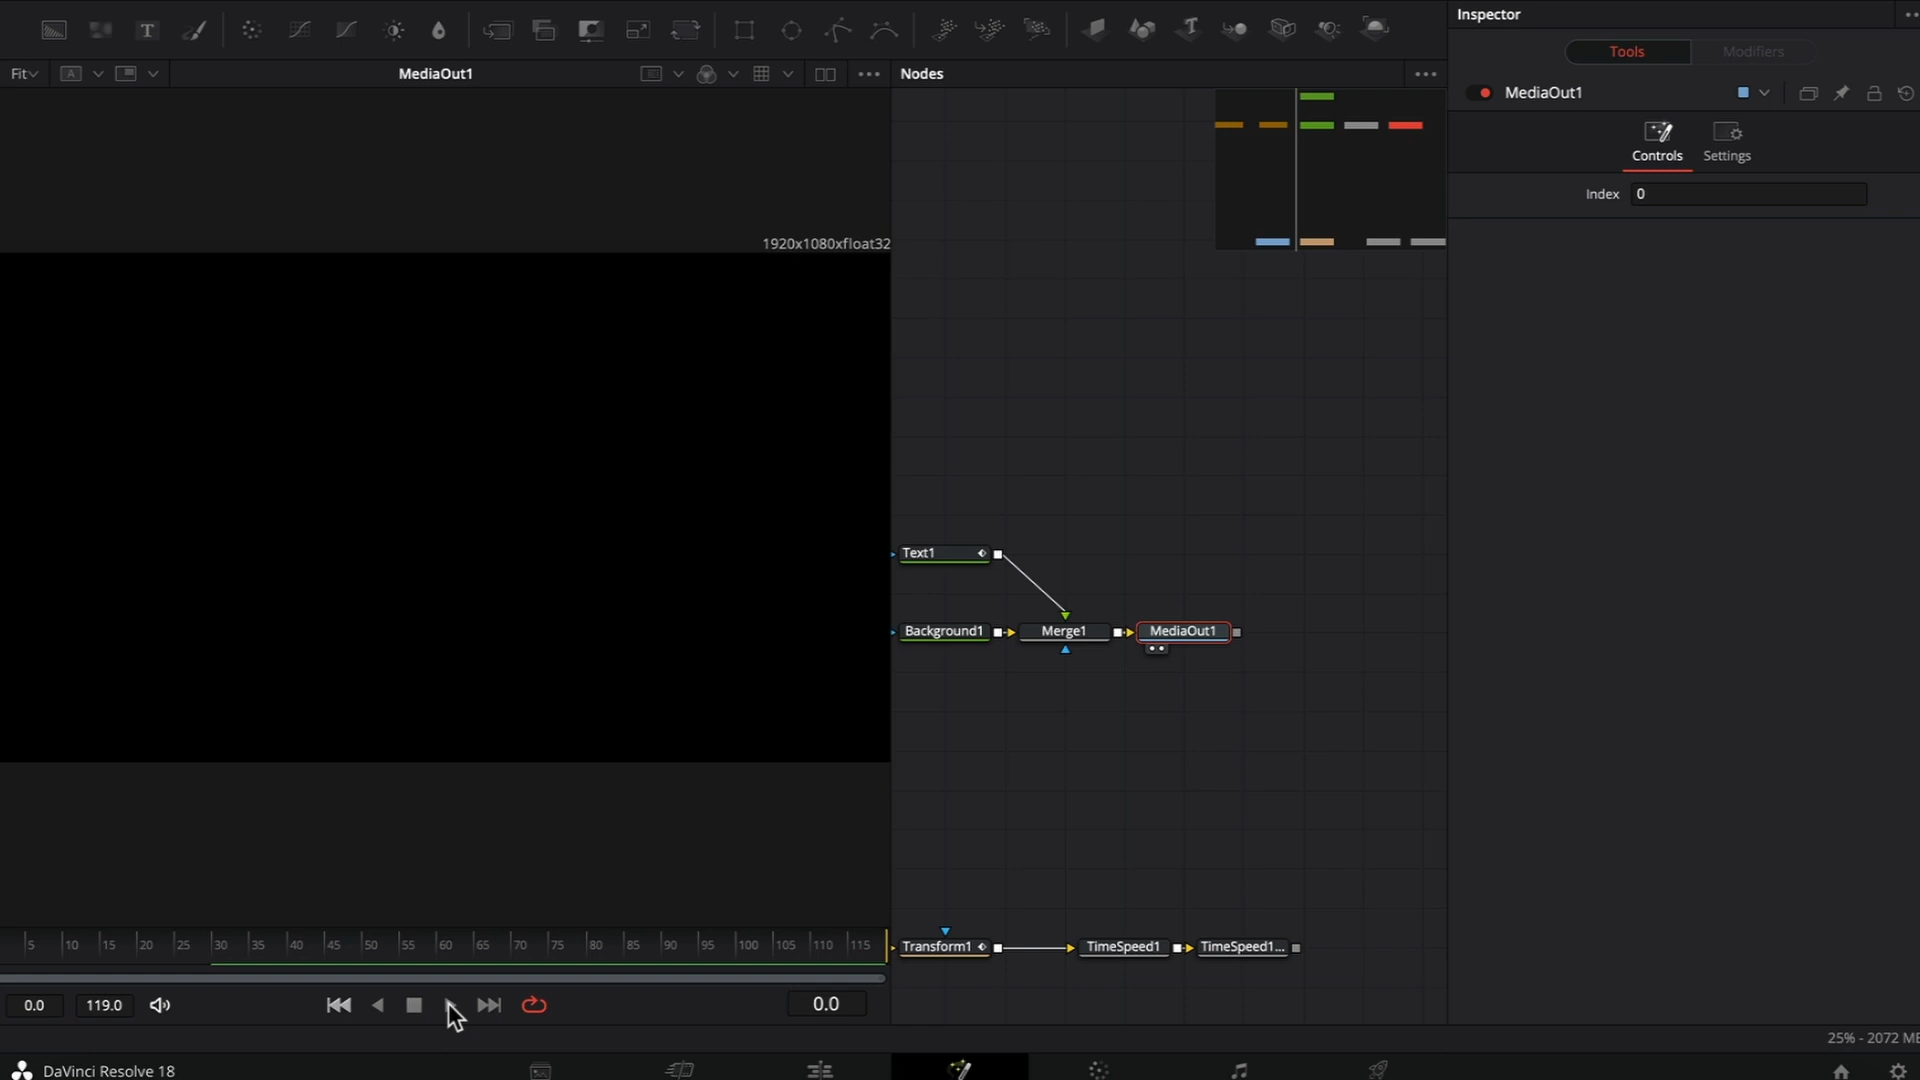 Inspector
Tools
Modifiers
Fit
A
MediaOut1
Nodes
MediaOut1
Controls
Settings
Index
0
1920x1080xfloat32
Text1
Background1
Merge1
MediaOut1
5
10
15
20
25
30
35
40
45
50
55
60
65
70
75
80
85
90
95
100
105
110
115
Transform1
TimeSpeed1
TimeSpeed1...
0.0
119.0
0.0
25% - 2072 M
DaVinci Resolve 18